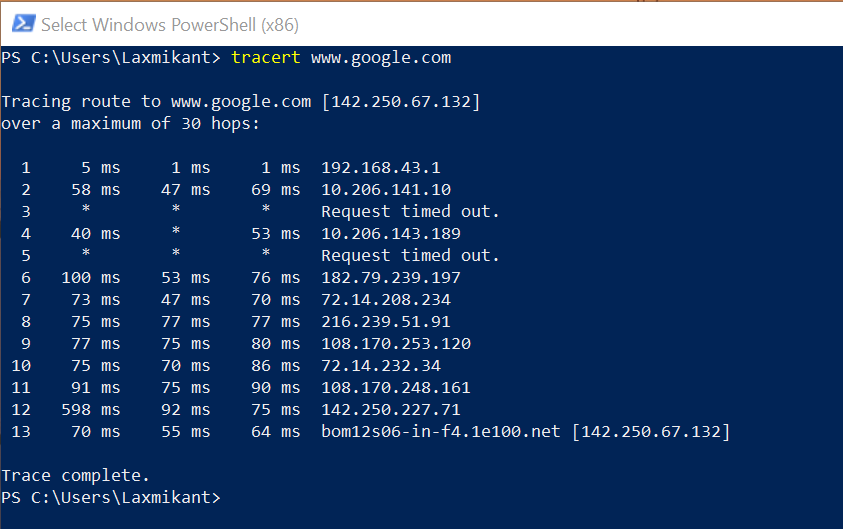 Select Windows PowerShell (x86)
PS C:\Users\Laxmikant> tracert www.google.com
Tracing route to www.google.com [142.250.67.132]
over a maximum of 30 hops:
1 5 ms 1 ms 1 ms 192.168.43.1
2 58 ms 47 ms 69 ms 10.206.141.10
3 * * * Request timed out.
4 40 ms * 53 ms 10.206.143.189
5 * * * Request timed out.
6 100 ms 53 ms 76 ms 182.79.239.197
7 73 ms 47 ms 70 ms 72.14.208.234
8 75 ms 77 ms 77 ms 216.239.51.91
9 77 ms 75 ms 80 ms 108.170.253.120
10 75 ms 70 ms 86 ms 72.14.232.34
11 91 ms 75 ms 90 ms 108.170.248.161
12 598 ms 92 ms 75 ms 142.250.227.71
13 70 ms 55 ms 64 ms bom12s06-in-f4.1e100.net [142.250.67.132]
Trace complete.
PS C:\Users\Laxmikant>